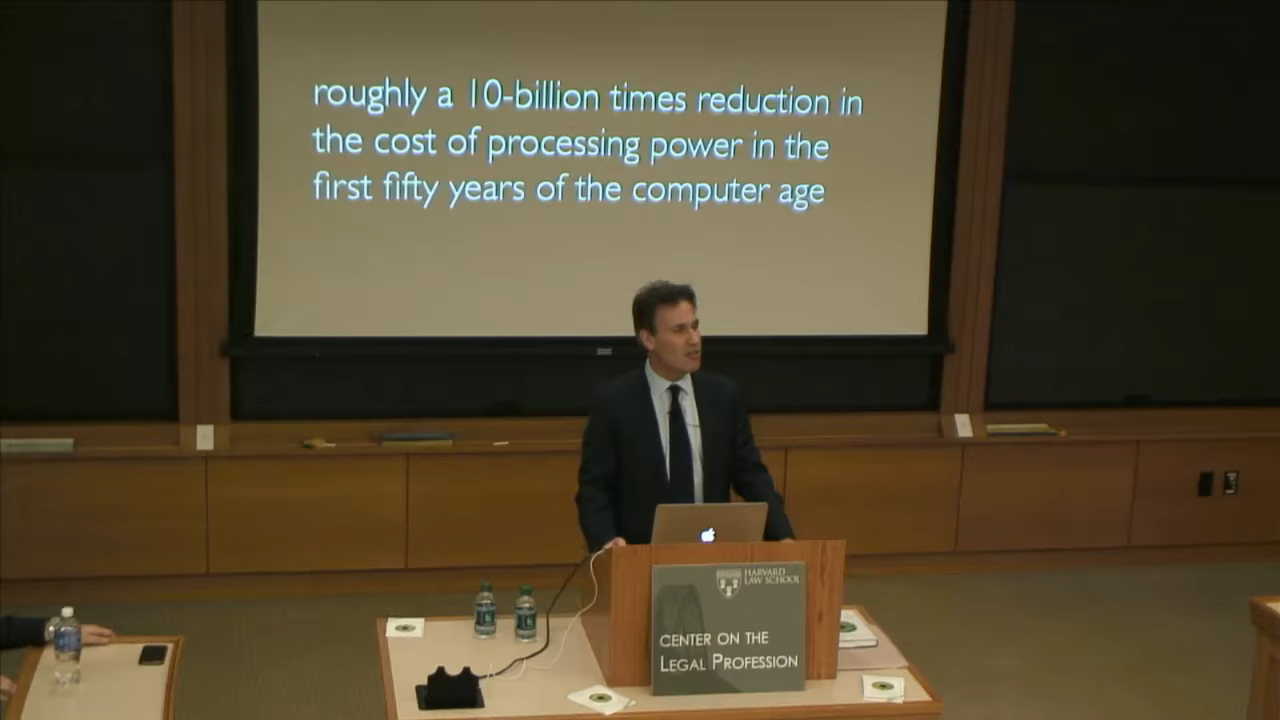 roughly a 10-billion times reduction in
the cost of processing power in the
first fifty years of the computer age
HARVARD
LAW SCHOOL
CENTER ON THE
LEGAL PROFESSION